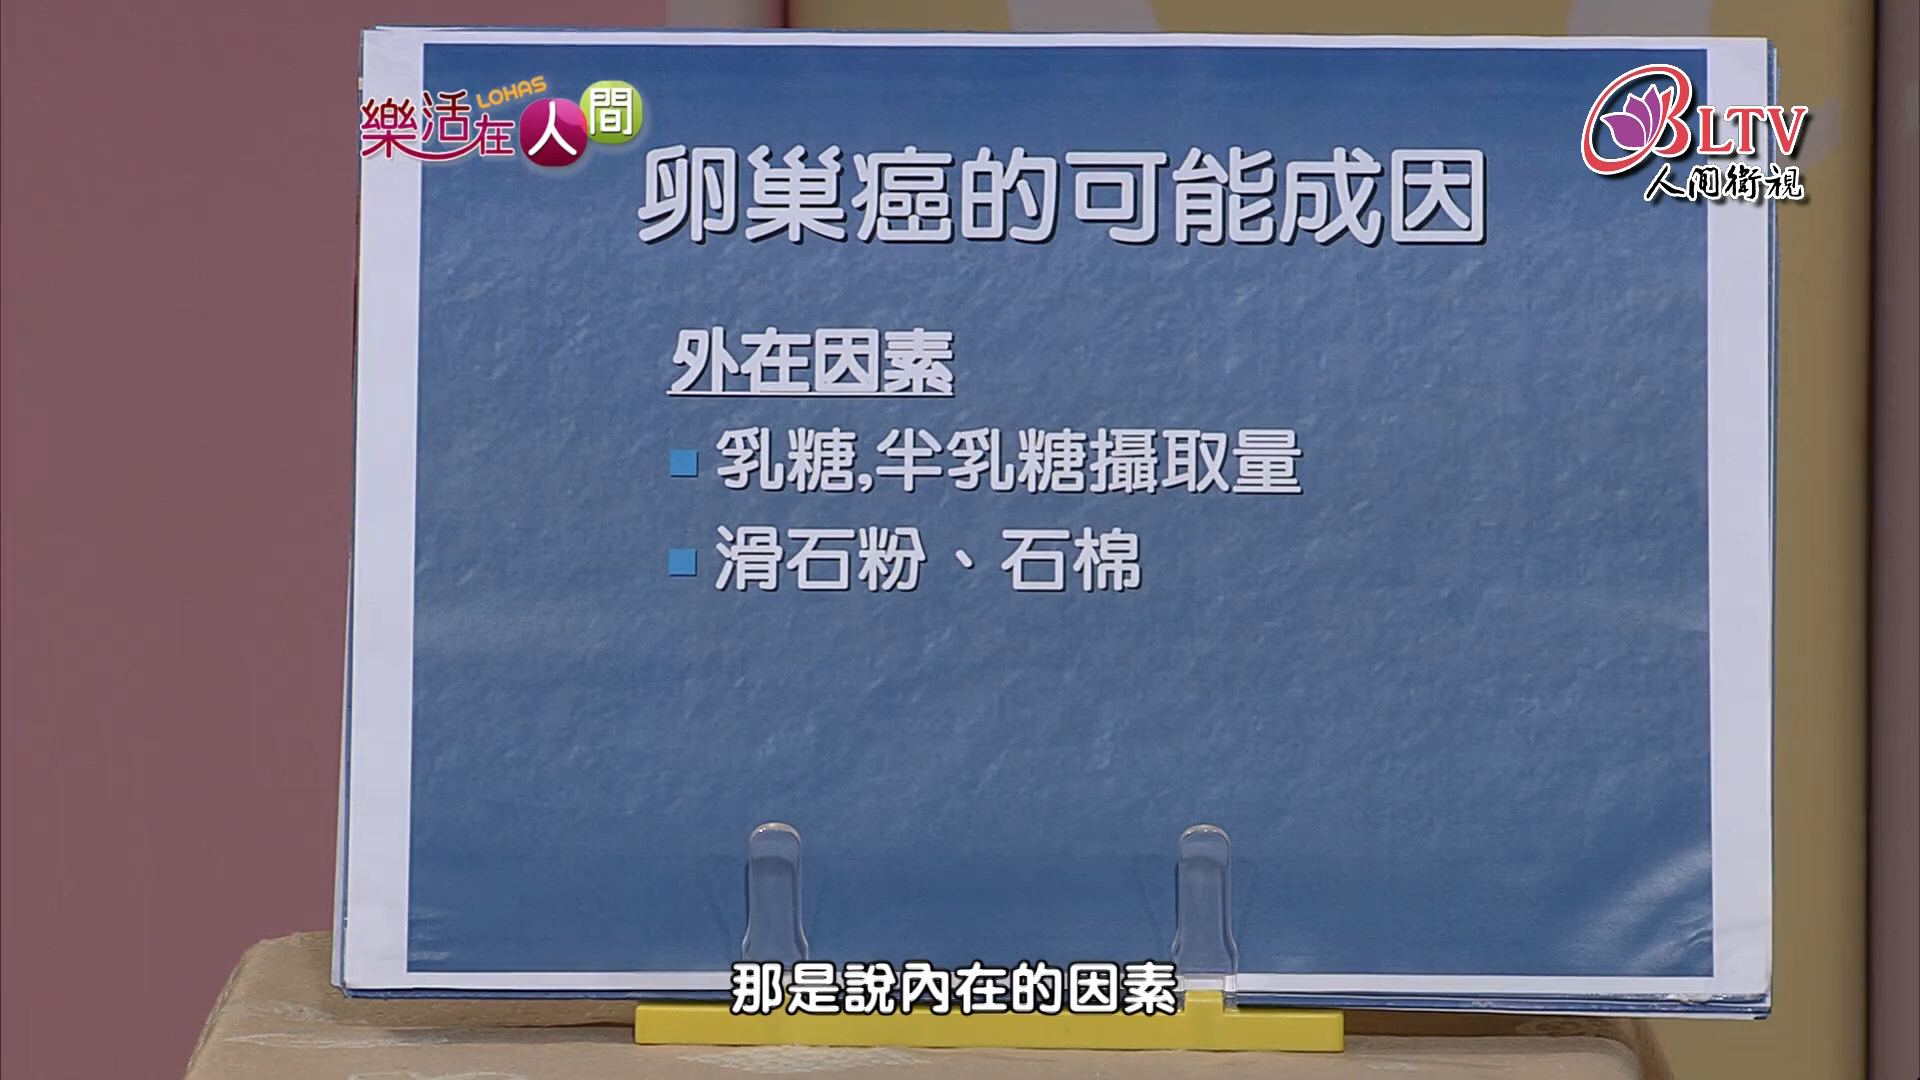 樂活在人間
LOHAS
BLTV
人間衛視
卵巢癌的可能成因
外在因素
乳糖,半乳糖攝取量
滑石粉、石棉
那是說內在的因素